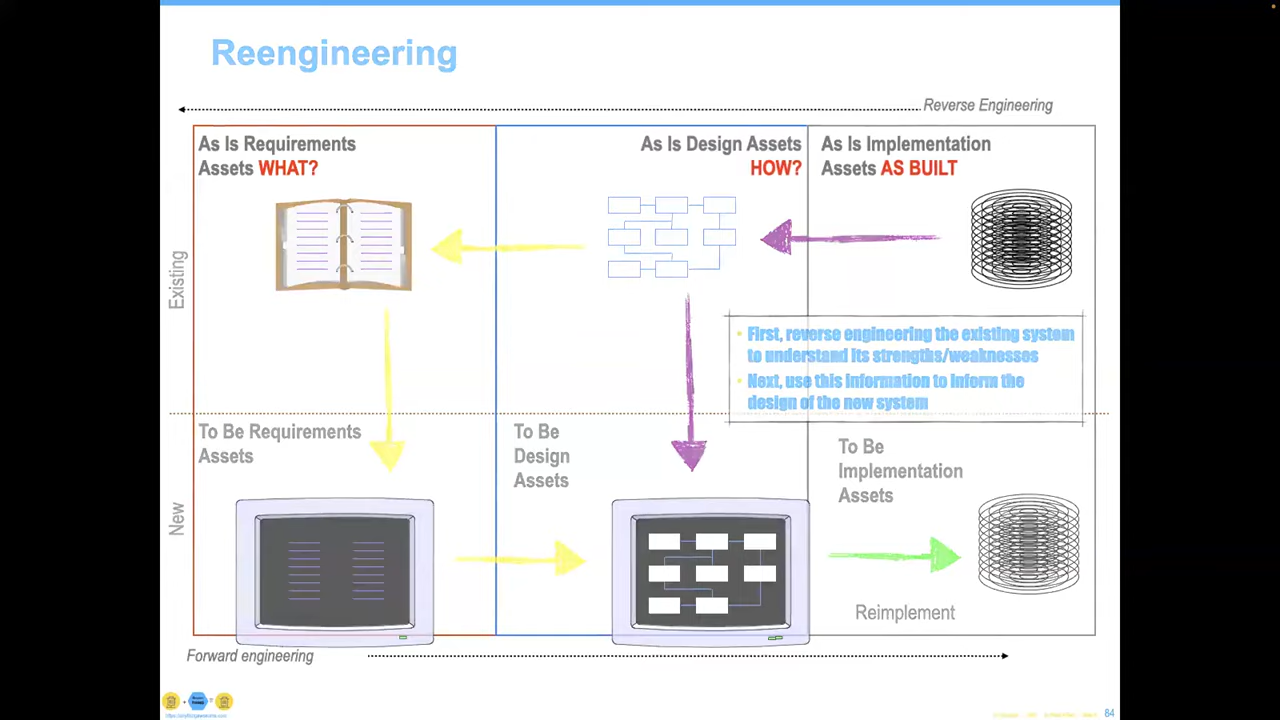 Reengineering
Reverse Engineering
As Is Requirements
Assets WHAT?
As Is Design Assets
HOW?
As Is Implementation
Assets AS BUILT
Existing
First, reverse engineering the existing system
to understand its strengths/weaknesses
Next, use this information to inform the
design of the new system
To Be Requirements
Assets
To Be
Design
Assets
To Be
Implementation
Assets
New
Reimplement
Forward engineering
84